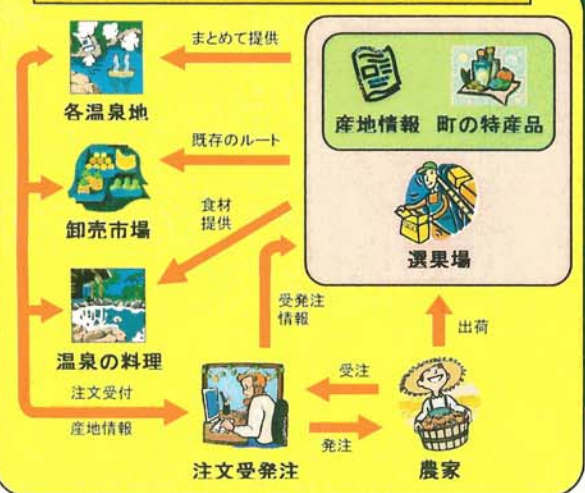 まとめて提供
各温泉地
産地情報 町の特産品
既存のルート
卸売市場
食材
提供
選果場
受発注
情報
温泉の料理
出荷
注文受付
受注
産地情報
発注
注文受発注
農家